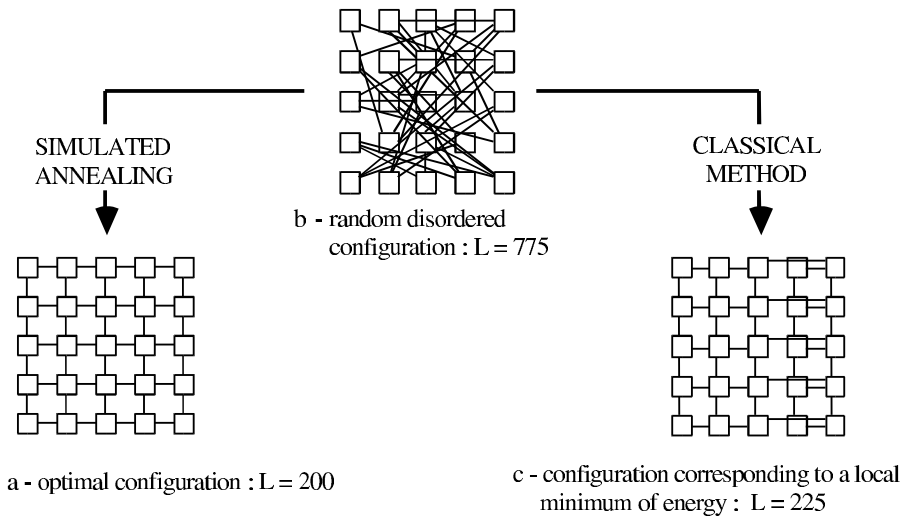 SIMULATED
ANNEALING
CLASSICAL
METHOD
b - random disordered
configuration : L = 775
a - optimal configuration : L = 200
c - configuration corresponding to a local
minimum of energy : L = 225